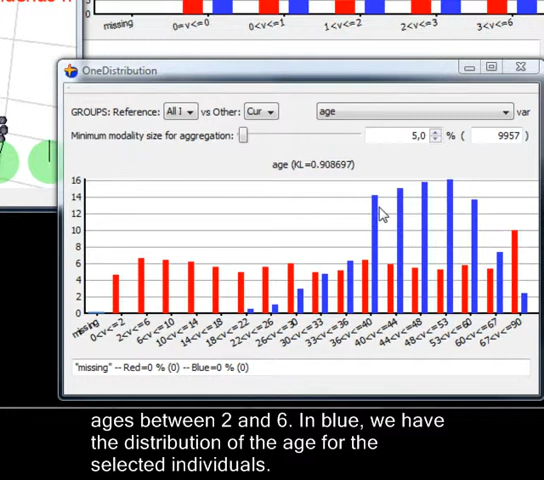 missing 0=v<=0 0<v<=1 1<v<=2 2<v<=3 3<v<=6
OneDistribution
GROUPS: Reference: All I vs Other: Cur age var
Minimum modality size for aggregation: 5,0 % ( 9957
age (KL=0.908697)
16
14
12
10
8
6
4
2
0
missing 0<v<=2 2<v<=6 6<v<=10 10<v<=14 14<v<=18 18<v<=22 22<v<=26 26<v<=30 30<v<=33 33<v<=36 36<v<=40 40<v<=44 44<v<=48 48<v<=53 53<v<=60 60<v<=67 67<v<=90
"missing" -- Red=0 % (0) -- Blue=0 % (0)
ages between 2 and 6. In blue, we have
the distribution of the age for the
selected individuals.